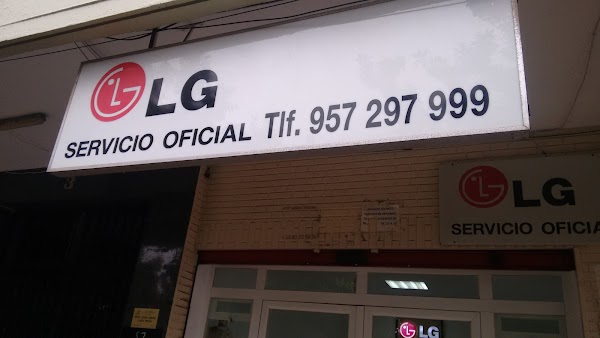 LG
SERVICIO OFICIAL Tlf. 957 297 999
LG
SERVICIO OFICIA
LG